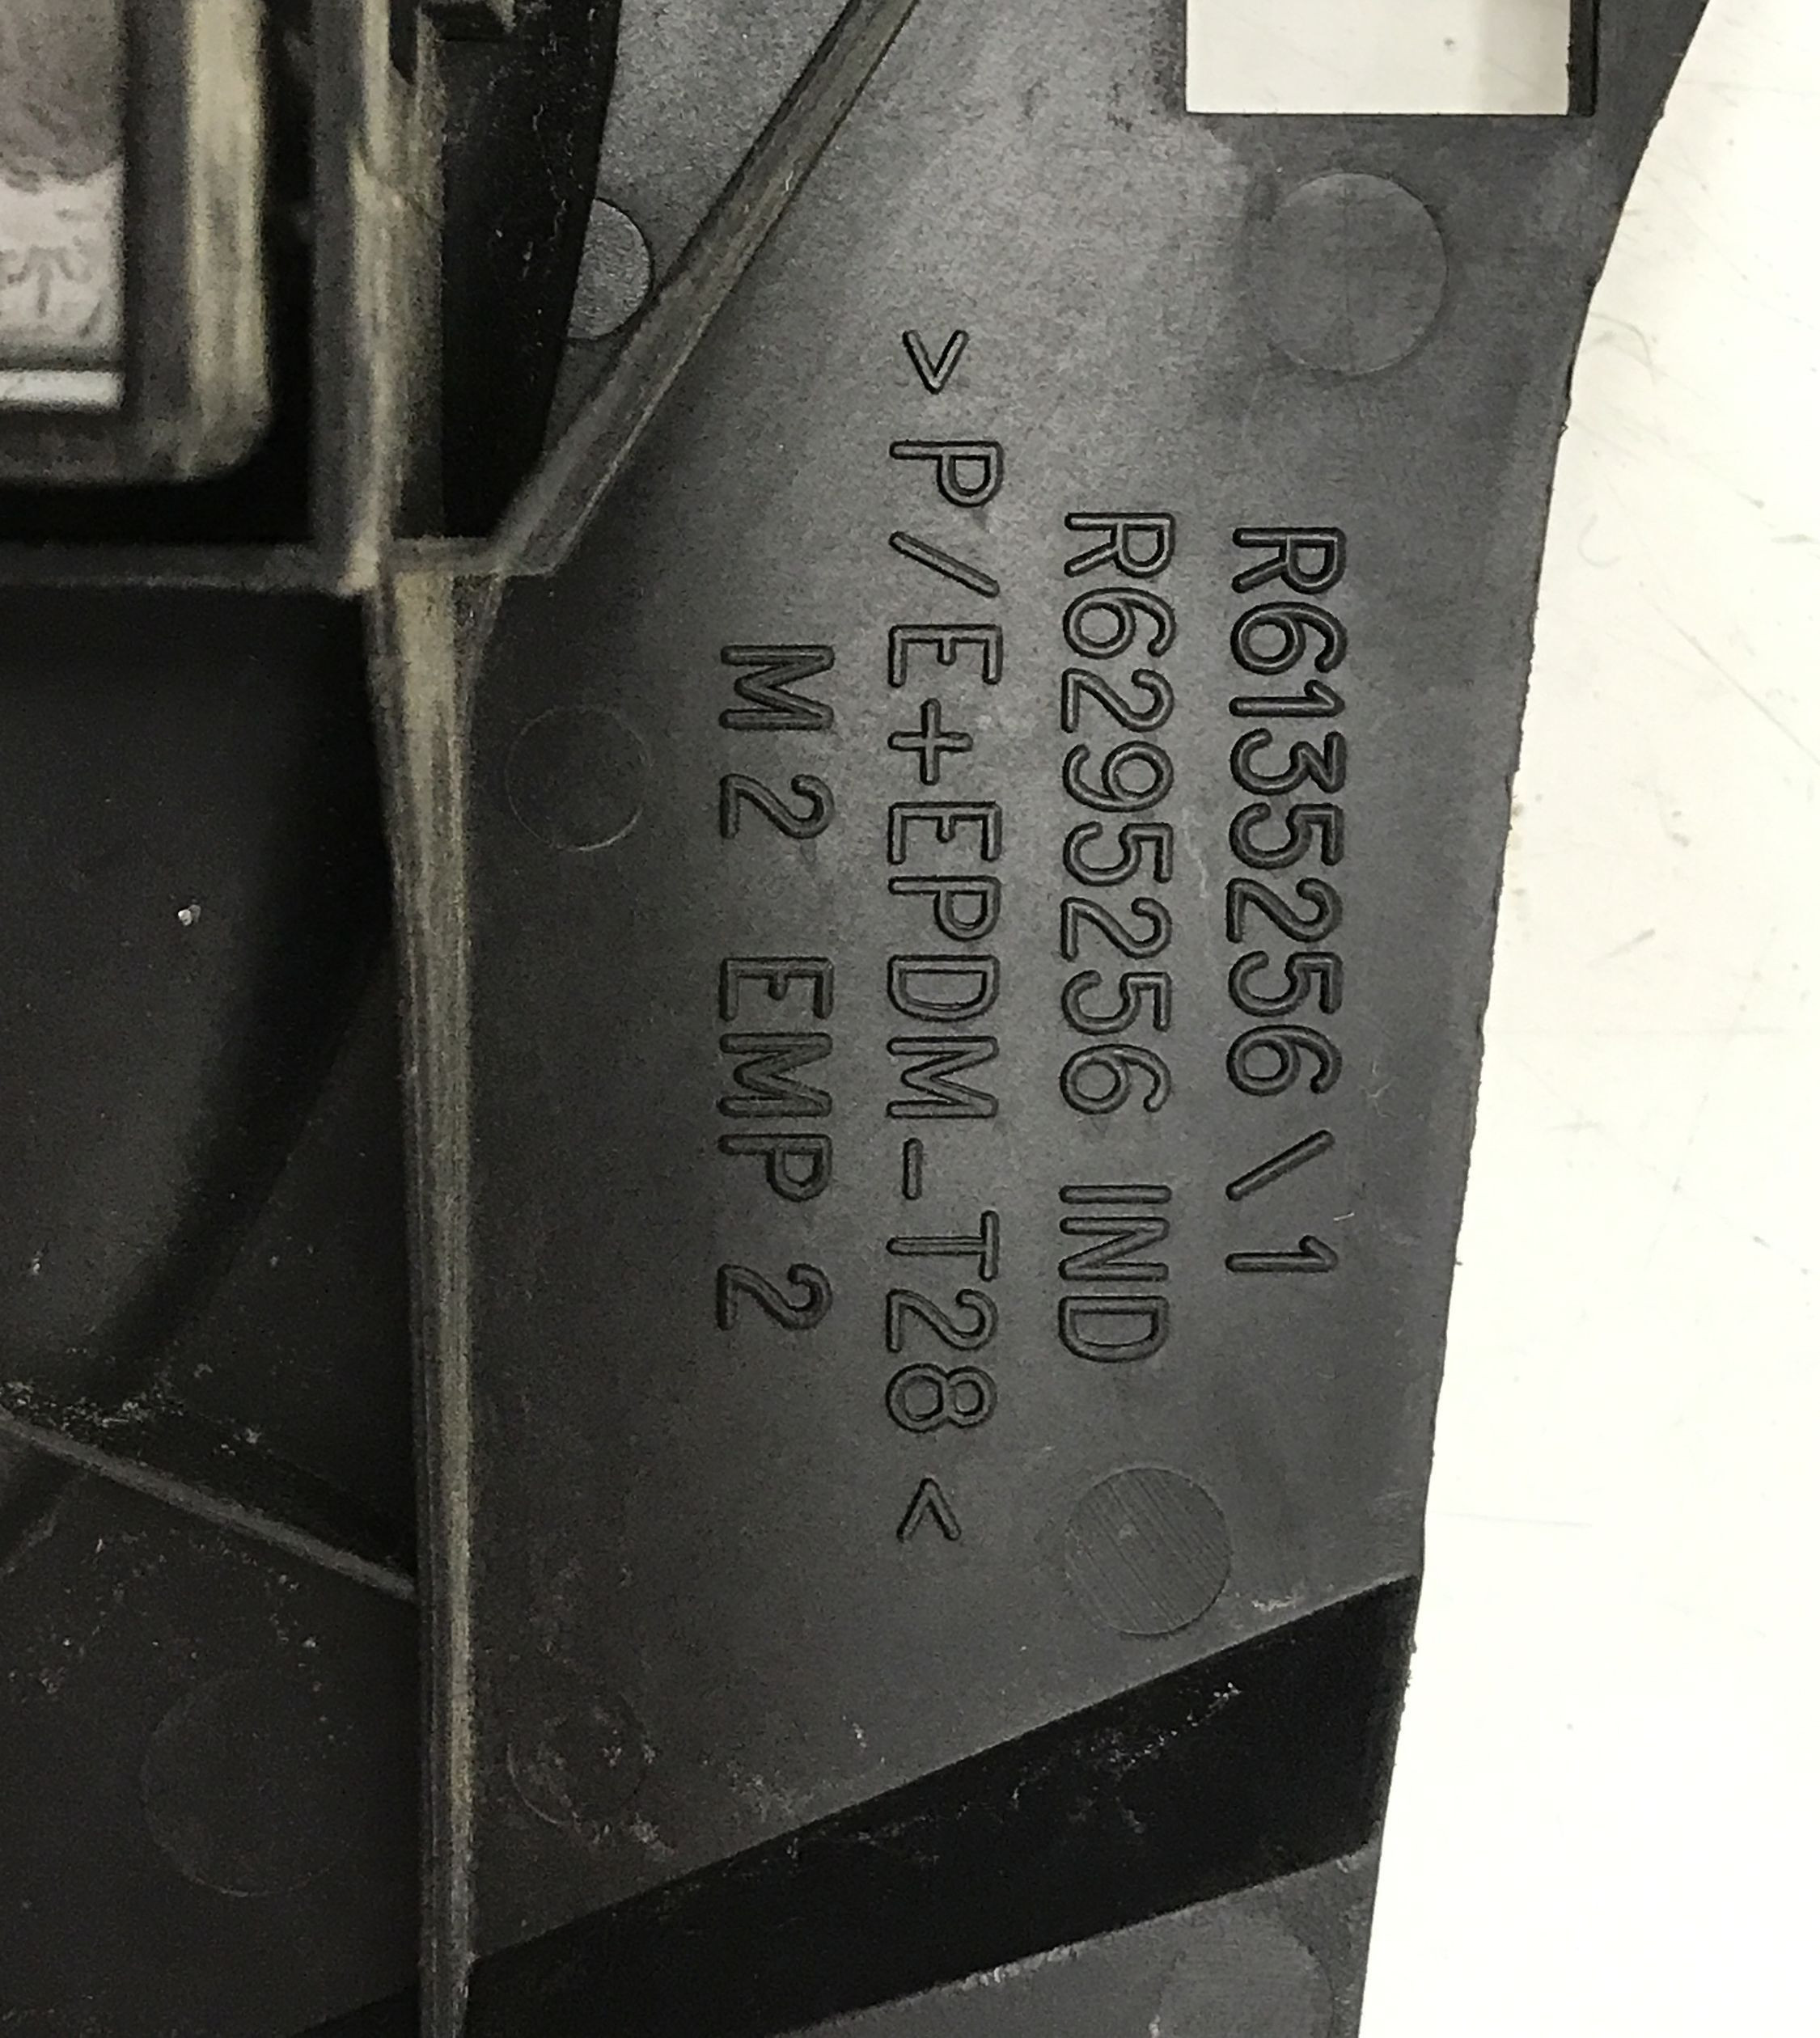 R6135256 / 1
R6295256 IND
>P/E+EPDM-T28<
M2 EMP 2